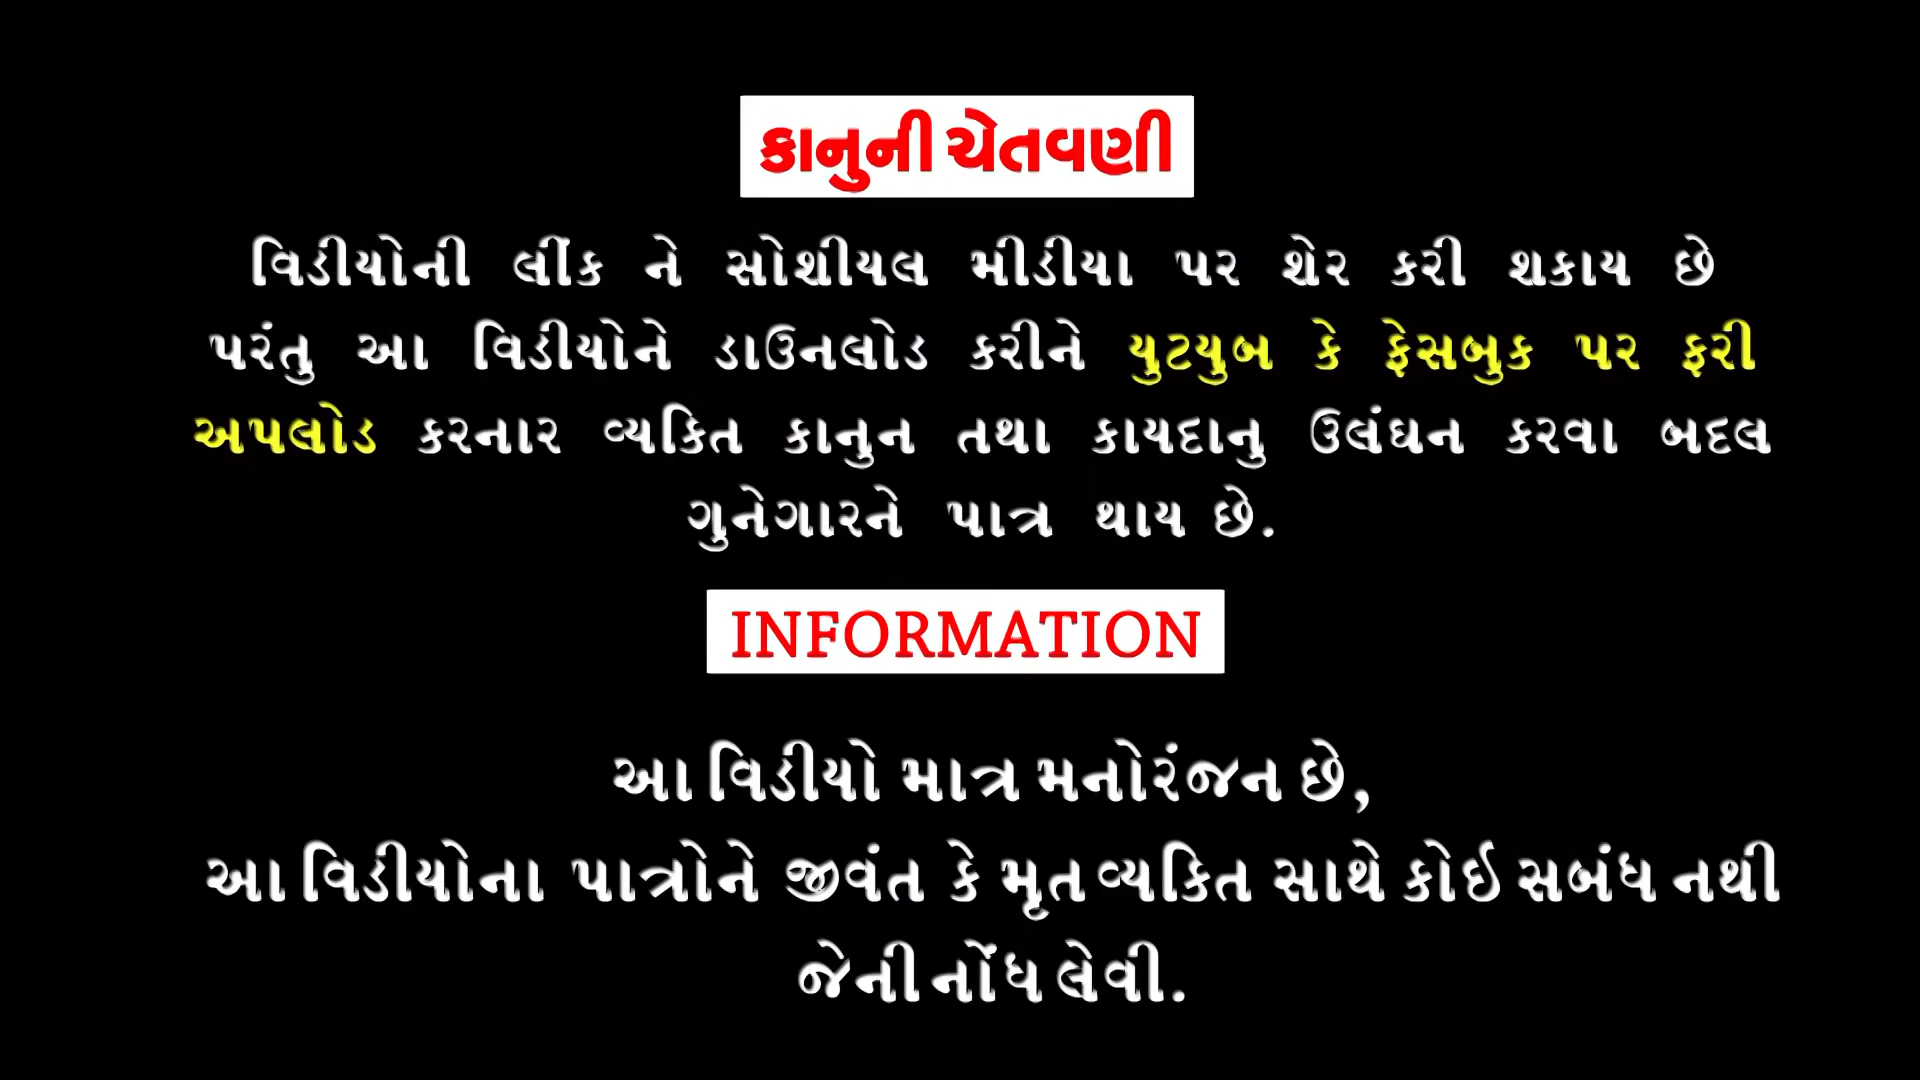 કાનુની ચેતવણી
વિડીયોની લીંક ને સોશીયલ મીડીયા પર શેર કરી શકાય છે
પરંતુ આ વિડીયોને ડાઉનલોડ કરીને યુટયુબ કે ફેસબુક પર ફરી
અપલોડ કરનાર વ્યકિત કાનુન તથા કાયદાનુ ઉલંઘન કરવા બદલ
ગુનેગારને પાત્ર થાય છે.
INFORMATION
આ વિડીયો માત્ર મનોરંજન છે,
આ વિડીયોના પાત્રોને જીવંત કે મૃત વ્યકિત સાથે કોઇ સબંધ નથી
જેની નોંધ લેવી.